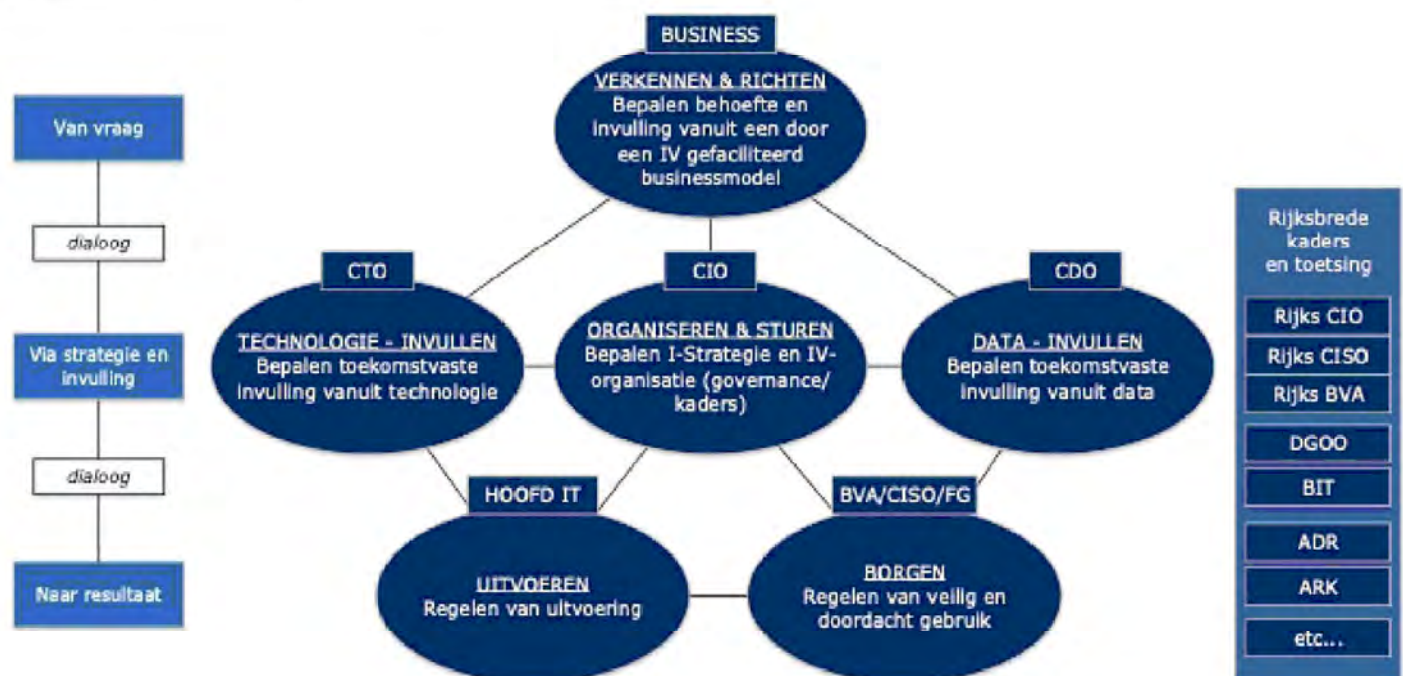 BUSINESS
VERKENNEN & RICHTEN
Bepalen behoefte en
invulling vanuit een door
een IV gefaciliteerd
businessmodel
Van vraag
dialoog
Via strategie en
invulling
dialoog
Naar resultaat
CTO
TECHNOLOGIE - INVULLEN
Bepalen toekomstvaste
invulling vanuit technologie
CIO
ORGANISEREN & STUREN
Bepalen I-Strategie en IV-
organisatie (governance/
kaders)
CDO
DATA - INVULLEN
Bepalen toekomstvaste
invulling vanuit data
HOOFD IT
UITVOEREN
Regelen van uitvoering
BVA/CISO/FG
BORGEN
Regelen van veilig en
doordacht gebruik
Rijksbrede
kaders
en toetsing
Rijks CIO
Rijks CISO
Rijks BVA
DGOO
BIT
ADR
ARK
etc...